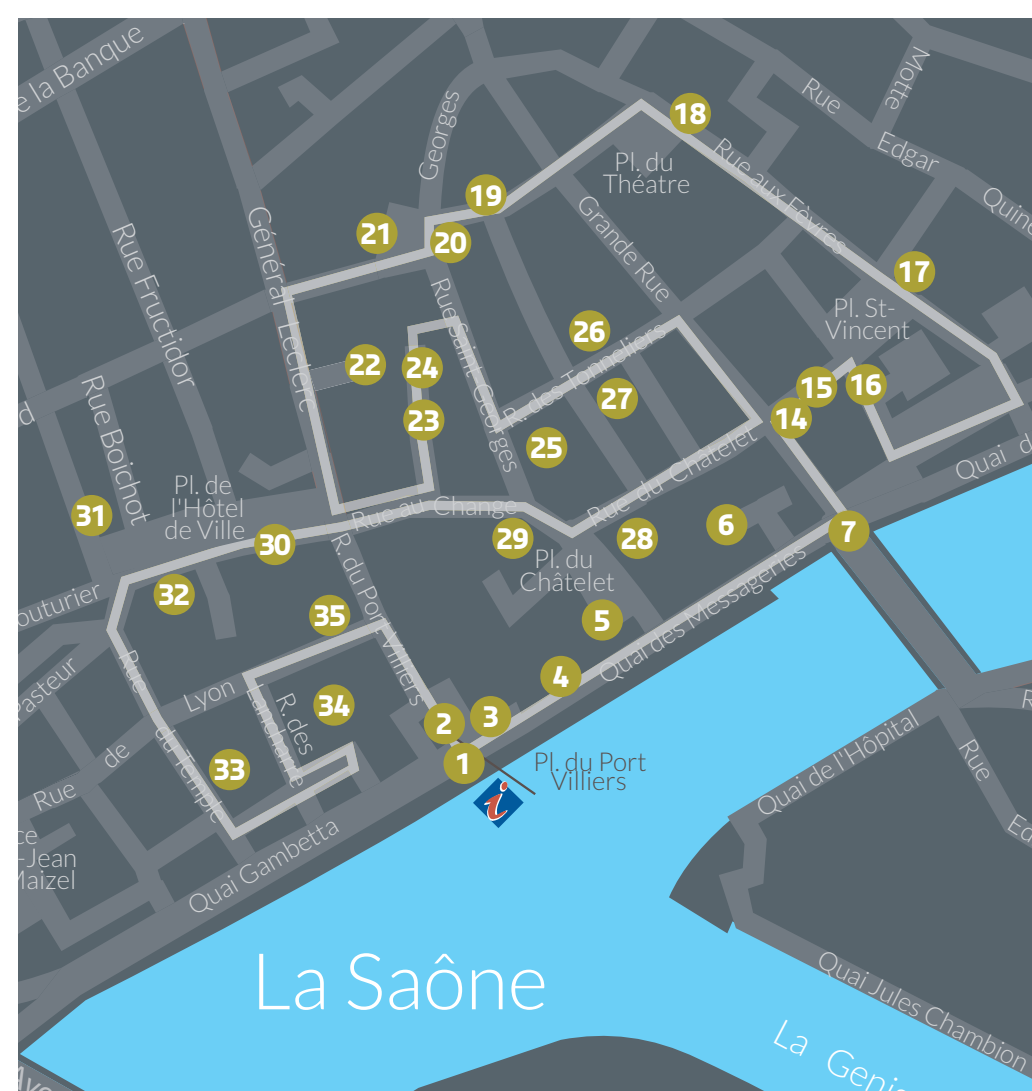 e la Banque
Georges
18
Rue
Motte
Edgar
Pl. du
Théatre
Rue aux Fèvres
19
21
20
Grande Rue
17
Rue Fructidor
Général Leclerc
Rue Saint Georges
Pl. St-
Vincent
26
R. des Tonneliers
22
24
27
15
16
14
23
25
Rue du Châtelet
Rue Boichot
31
Pl. de
l'Hôtel
de Ville
30
Rue au Change
29
28
6
7
Quai d
Pl. du
Châtelet
outurier
32
35
R. du Port Villiers
5
Quai des Messageries
4
Pasteur
Rue du Temple
Lyon
R. des
34
2
3
33
1
Pl. du Port
Villiers
i
Rue
de
Quai Gambetta
Quai de l'Hôpital
Rue
R
ce
-Jean
Maizel
La Saône
Quai Jules Chambion
La Geni